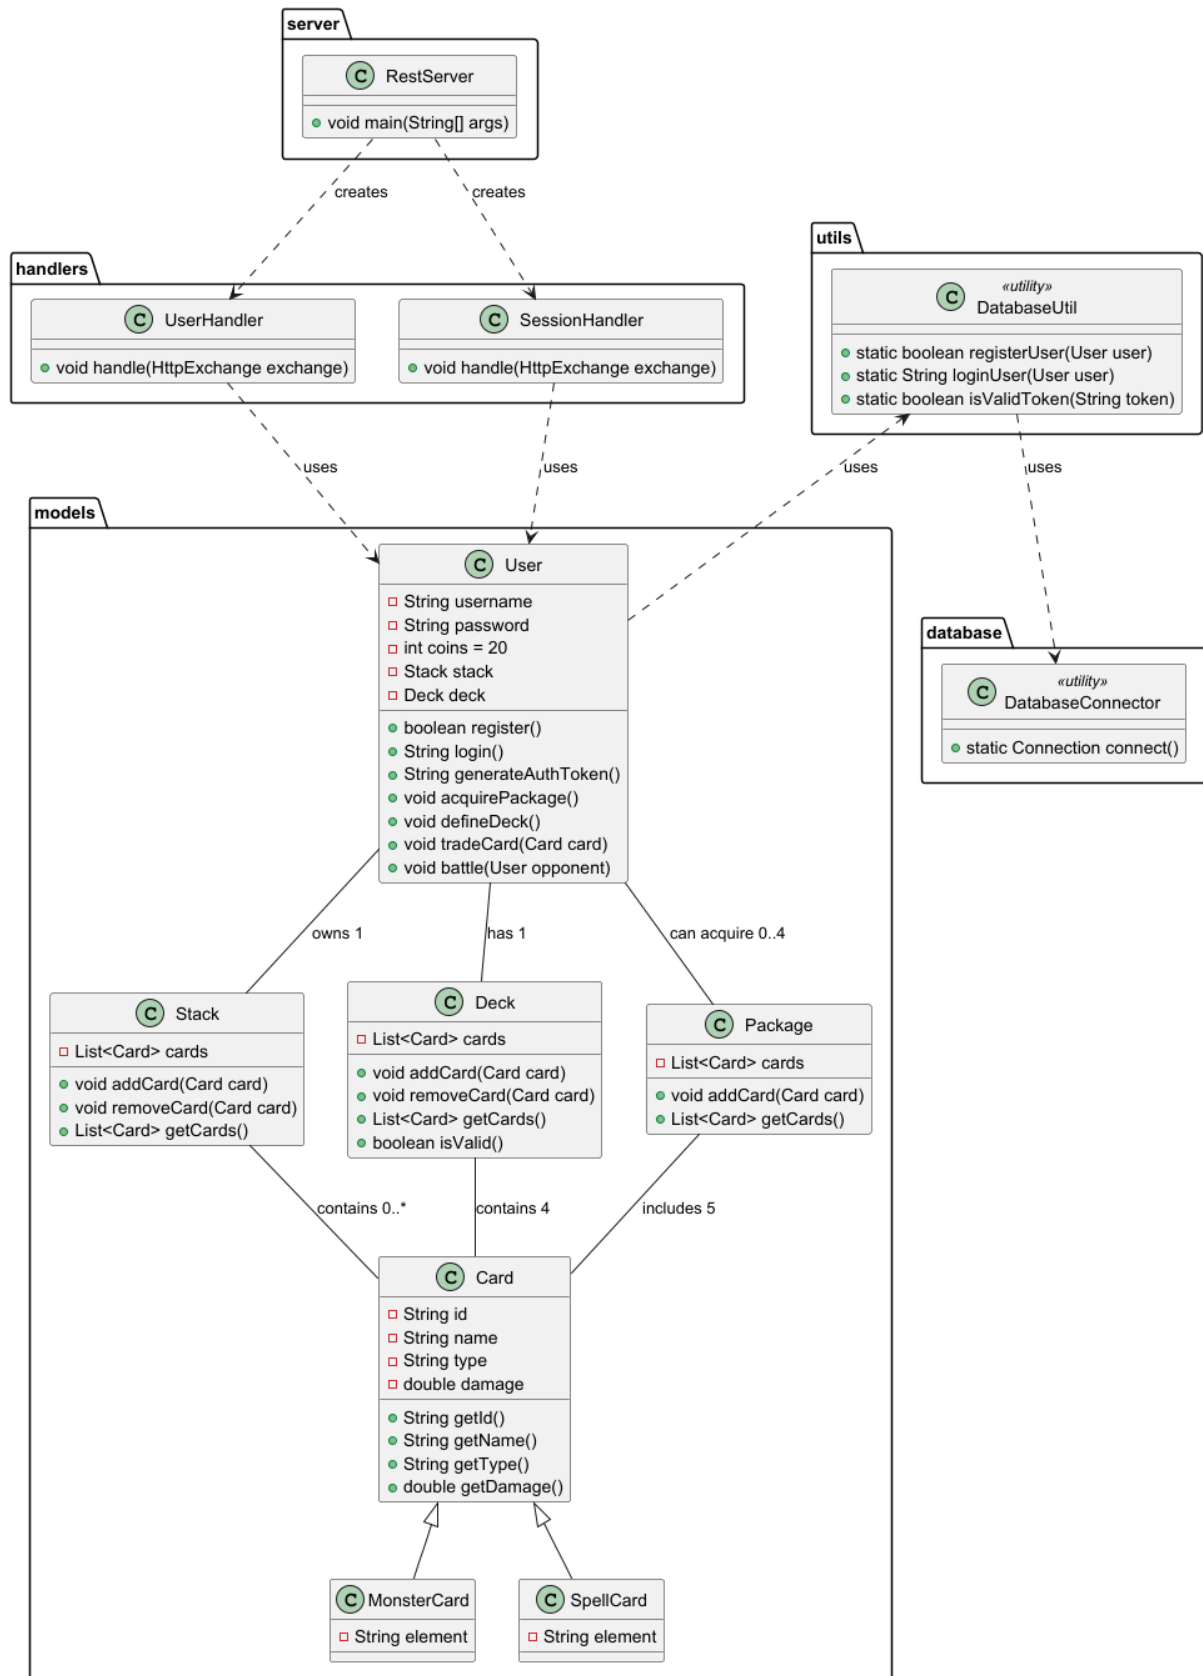 server
C RestServer
void main(String[] args)
creates
creates
handlers
C UserHandler
void handle(HttpExchange exchange)
C SessionHandler
void handle(HttpExchange exchange)
utils
«utility»
C DatabaseUtil
static boolean registerUser(User user)
static String loginUser(User user)
static boolean isValidToken(String token)
uses
uses
uses
uses
database
«utility»
C DatabaseConnector
static Connection connect()
models
C User
String username
String password
int coins = 20
Stack stack
Deck deck
boolean register()
String login()
String generateAuthToken()
void acquirePackage()
void defineDeck()
void tradeCard(Card card)
void battle(User opponent)
owns 1
has 1
can acquire 0..4
C Stack
List<Card> cards
void addCard(Card card)
void removeCard(Card card)
List<Card> getCards()
C Deck
List<Card> cards
void addCard(Card card)
void removeCard(Card card)
List<Card> getCards()
boolean isValid()
C Package
List<Card> cards
void addCard(Card card)
List<Card> getCards()
contains 0..*
contains 4
includes 5
C Card
String id
String name
String type
double damage
String getId()
String getName()
String getType()
double getDamage()
C MonsterCard
String element
C SpellCard
String element